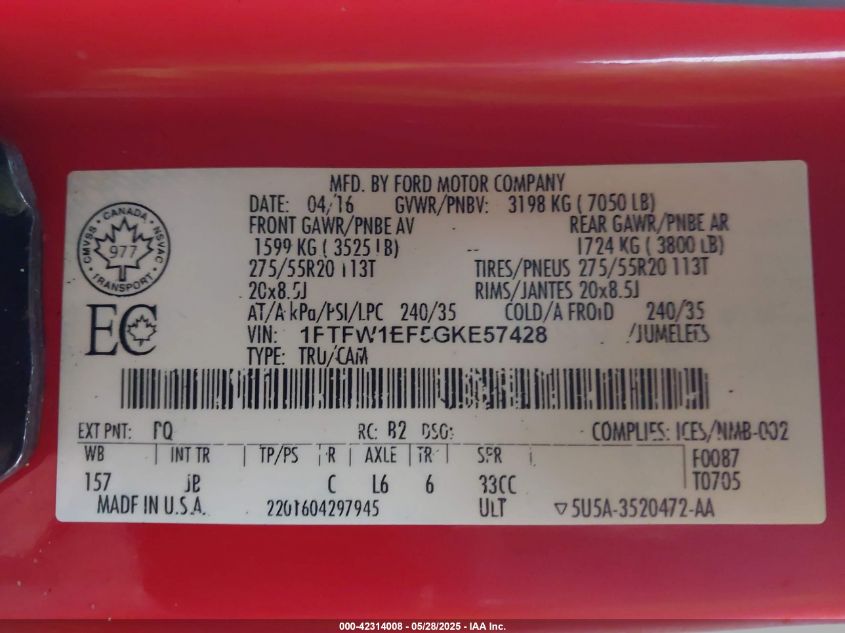 MFD. BY FORD MOTOR COMPANY
DATE: 04/16 GVWR/PNBV: 3198 KG ( 7050 LB)
FRONT GAWR/PNBE AV REAR GAWR/PNBE AR
1599 KG ( 3525 LB) -- 1724 KG ( 3800 LB)
275/55R20 113T TIRES/PNEUS 275/55R20 113T
20x8.5J RIMS/JANTES 20x8.5J
AT/A kPa/PSI/LPC 240/35 COLD/A FROID 240/35
VIN: 1FTFW1EF5GKE57428 /JUMELEES
TYPE: TRU/CAM
CANADA
CMVSS NSVAC
977
TRANSPORT
EC
EXT PNT: PQ RC: B2 DSO: COMPLIES: ICES/NMB-002
WB INT TR TP/PS R AXLE TR SPR F0087
157 JB C L6 6 33CC T0705
MADE IN U.S.A. 2201604297945 ULT ▽5U5A-3520472-AA
000-42314008 - 05/28/2025 - IAA Inc.